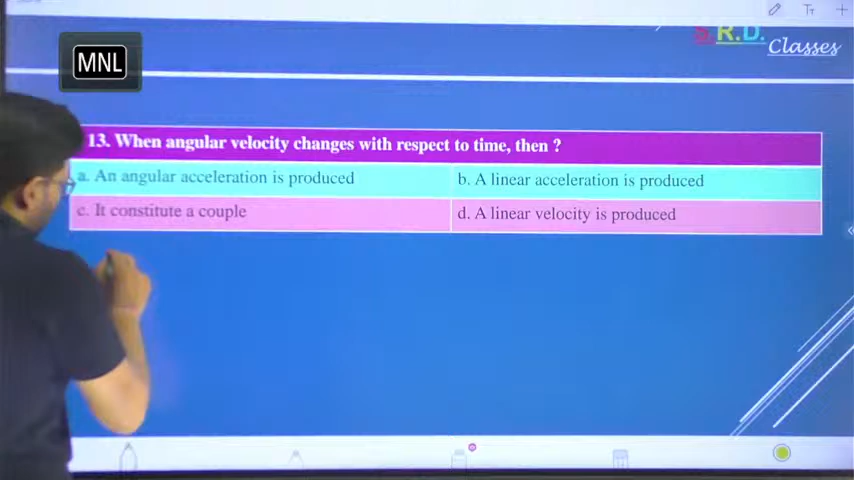 S.R.D.
Classes
MNL
13. When angular velocity changes with respect to time, then ?
a. An angular acceleration is produced
b. A linear acceleration is produced
c. It constitute a couple
d. A linear velocity is produced